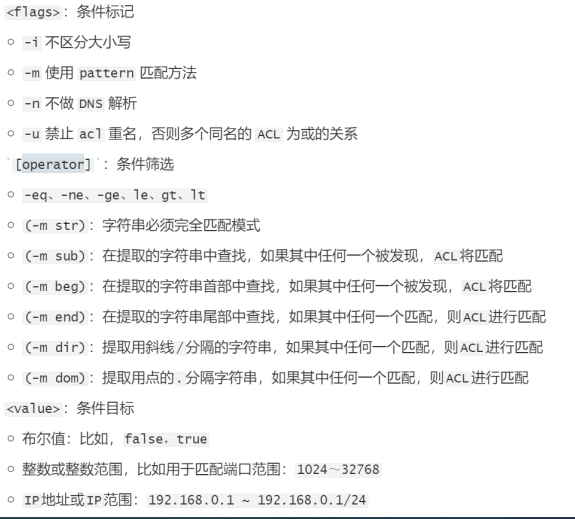 <flags>：条件标记
-i 不区分大小写
-m 使用 pattern 匹配方法
-n 不做 DNS 解析
-u 禁止 acl 重名，否则多个同名的 ACL 为或的关系
`[operator]`：条件筛选
-eq、-ne、-ge、le、gt、lt
(-m str)：字符串必须完全匹配模式
(-m sub)：在提取的字符串中查找，如果其中任何一个被发现，ACL将匹配
(-m beg)：在提取的字符串首部中查找，如果其中任何一个被发现，ACL将匹配
(-m end)：在提取的字符串尾部中查找，如果其中任何一个匹配，则ACL进行匹配
(-m dir)：提取用斜线/分隔的字符串，如果其中任何一个匹配，则ACL进行匹配
(-m dom)：提取用点的.分隔字符串，如果其中任何一个匹配，则ACL进行匹配
<value>：条件目标
布尔值：比如，false，true
整数或整数范围，比如用于匹配端口范围：1024～32768
IP地址或IP范围：192.168.0.1 ~ 192.168.0.1/24